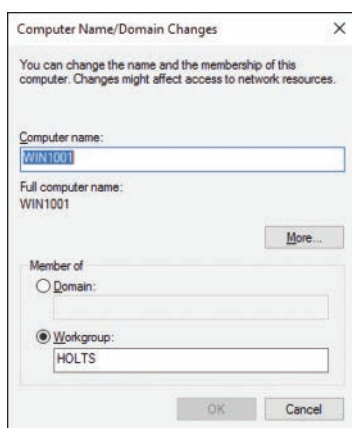 Computer Name/Domain Changes
You can change the name and the membership of this
computer. Changes might affect access to network resources.
Computer name:
WIN1001
Full computer name:
WIN1001
More...
Member of
Domain:
Workgroup:
HOLTS
OK
Cancel